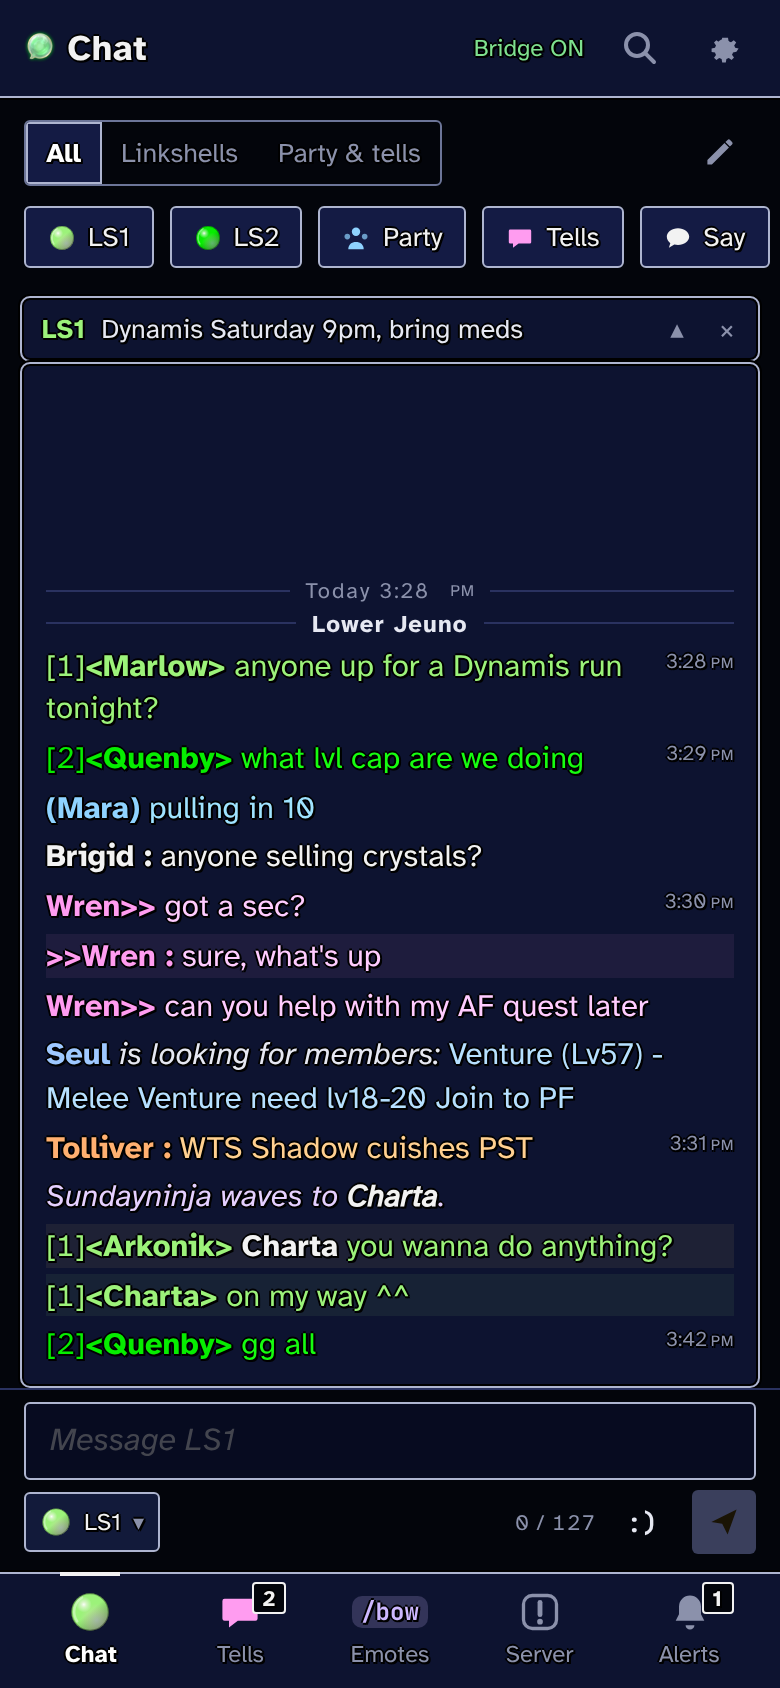 Chat
Bridge ON
All Linkshells Party & tells
LS1 LS2 Party Tells Say
LS1 Dynamis Saturday 9pm, bring meds ▲ ×
Today 3:28 PM
Lower Jeuno
[1]<Marlow> anyone up for a Dynamis run 3:28 PM
tonight?
[2]<Quenby> what lvl cap are we doing 3:29 PM
(Mara) pulling in 10
Brigid : anyone selling crystals?
Wren>> got a sec? 3:30 PM
>>Wren : sure, what's up
Wren>> can you help with my AF quest later
Seul is looking for members: Venture (Lv57) -
Melee Venture need lv18-20 Join to PF
Tolliver : WTS Shadow cuishes PST 3:31 PM
Sundayninja waves to Charta.
[1]<Arkonik> Charta you wanna do anything?
[1]<Charta> on my way ^^
[2]<Quenby> gg all 3:42 PM
Message LS1
LS1 ▼ 0 / 127 :)
2 /bow 1
Chat Tells Emotes Server Alerts